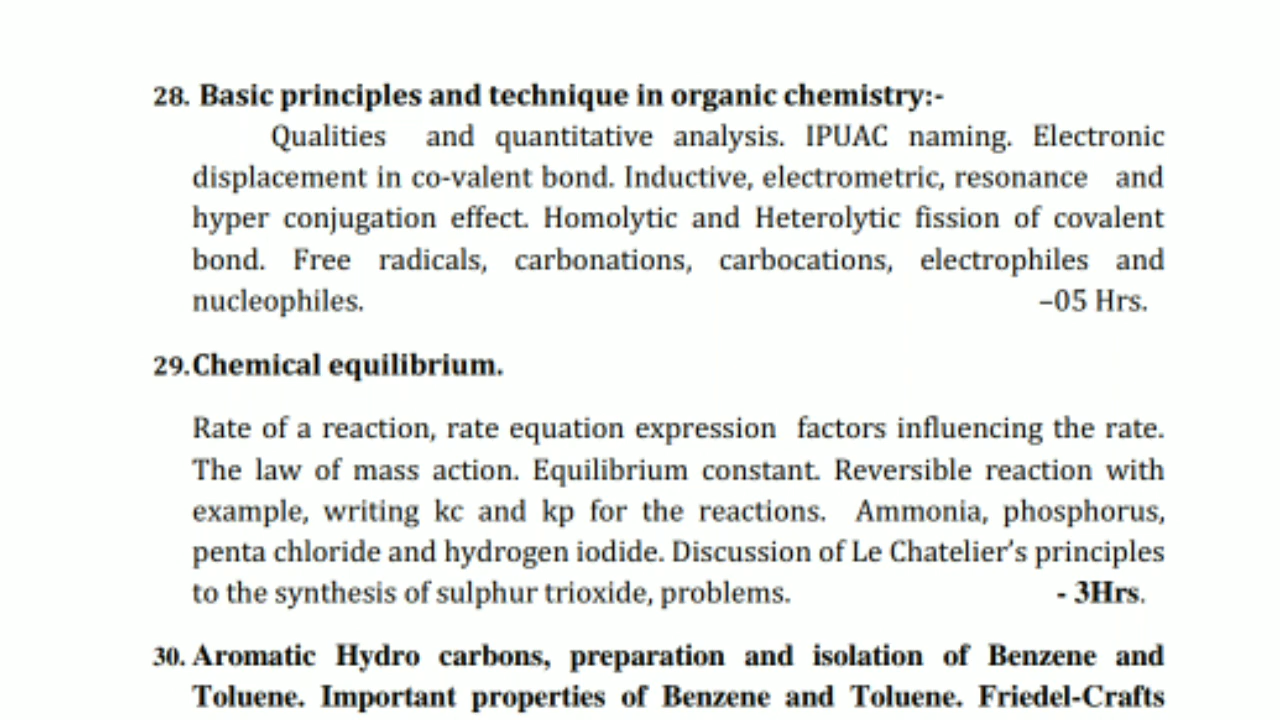 28. Basic principles and technique in organic chemistry:-
Qualities and quantitative analysis. IPUAC naming. Electronic
displacement in co-valent bond. Inductive, electrometric, resonance and
hyper conjugation effect. Homolytic and Heterolytic fission of covalent
bond. Free radicals, carbonations, carbocations, electrophiles and
nucleophiles. –05 Hrs.
29. Chemical equilibrium.
Rate of a reaction, rate equation expression factors influencing the rate.
The law of mass action. Equilibrium constant. Reversible reaction with
example, writing kc and kp for the reactions. Ammonia, phosphorus,
penta chloride and hydrogen iodide. Discussion of Le Chatelier’s principles
to the synthesis of sulphur trioxide, problems. - 3Hrs.
30. Aromatic Hydro carbons, preparation and isolation of Benzene and
Toluene. Important properties of Benzene and Toluene. Friedel-Crafts